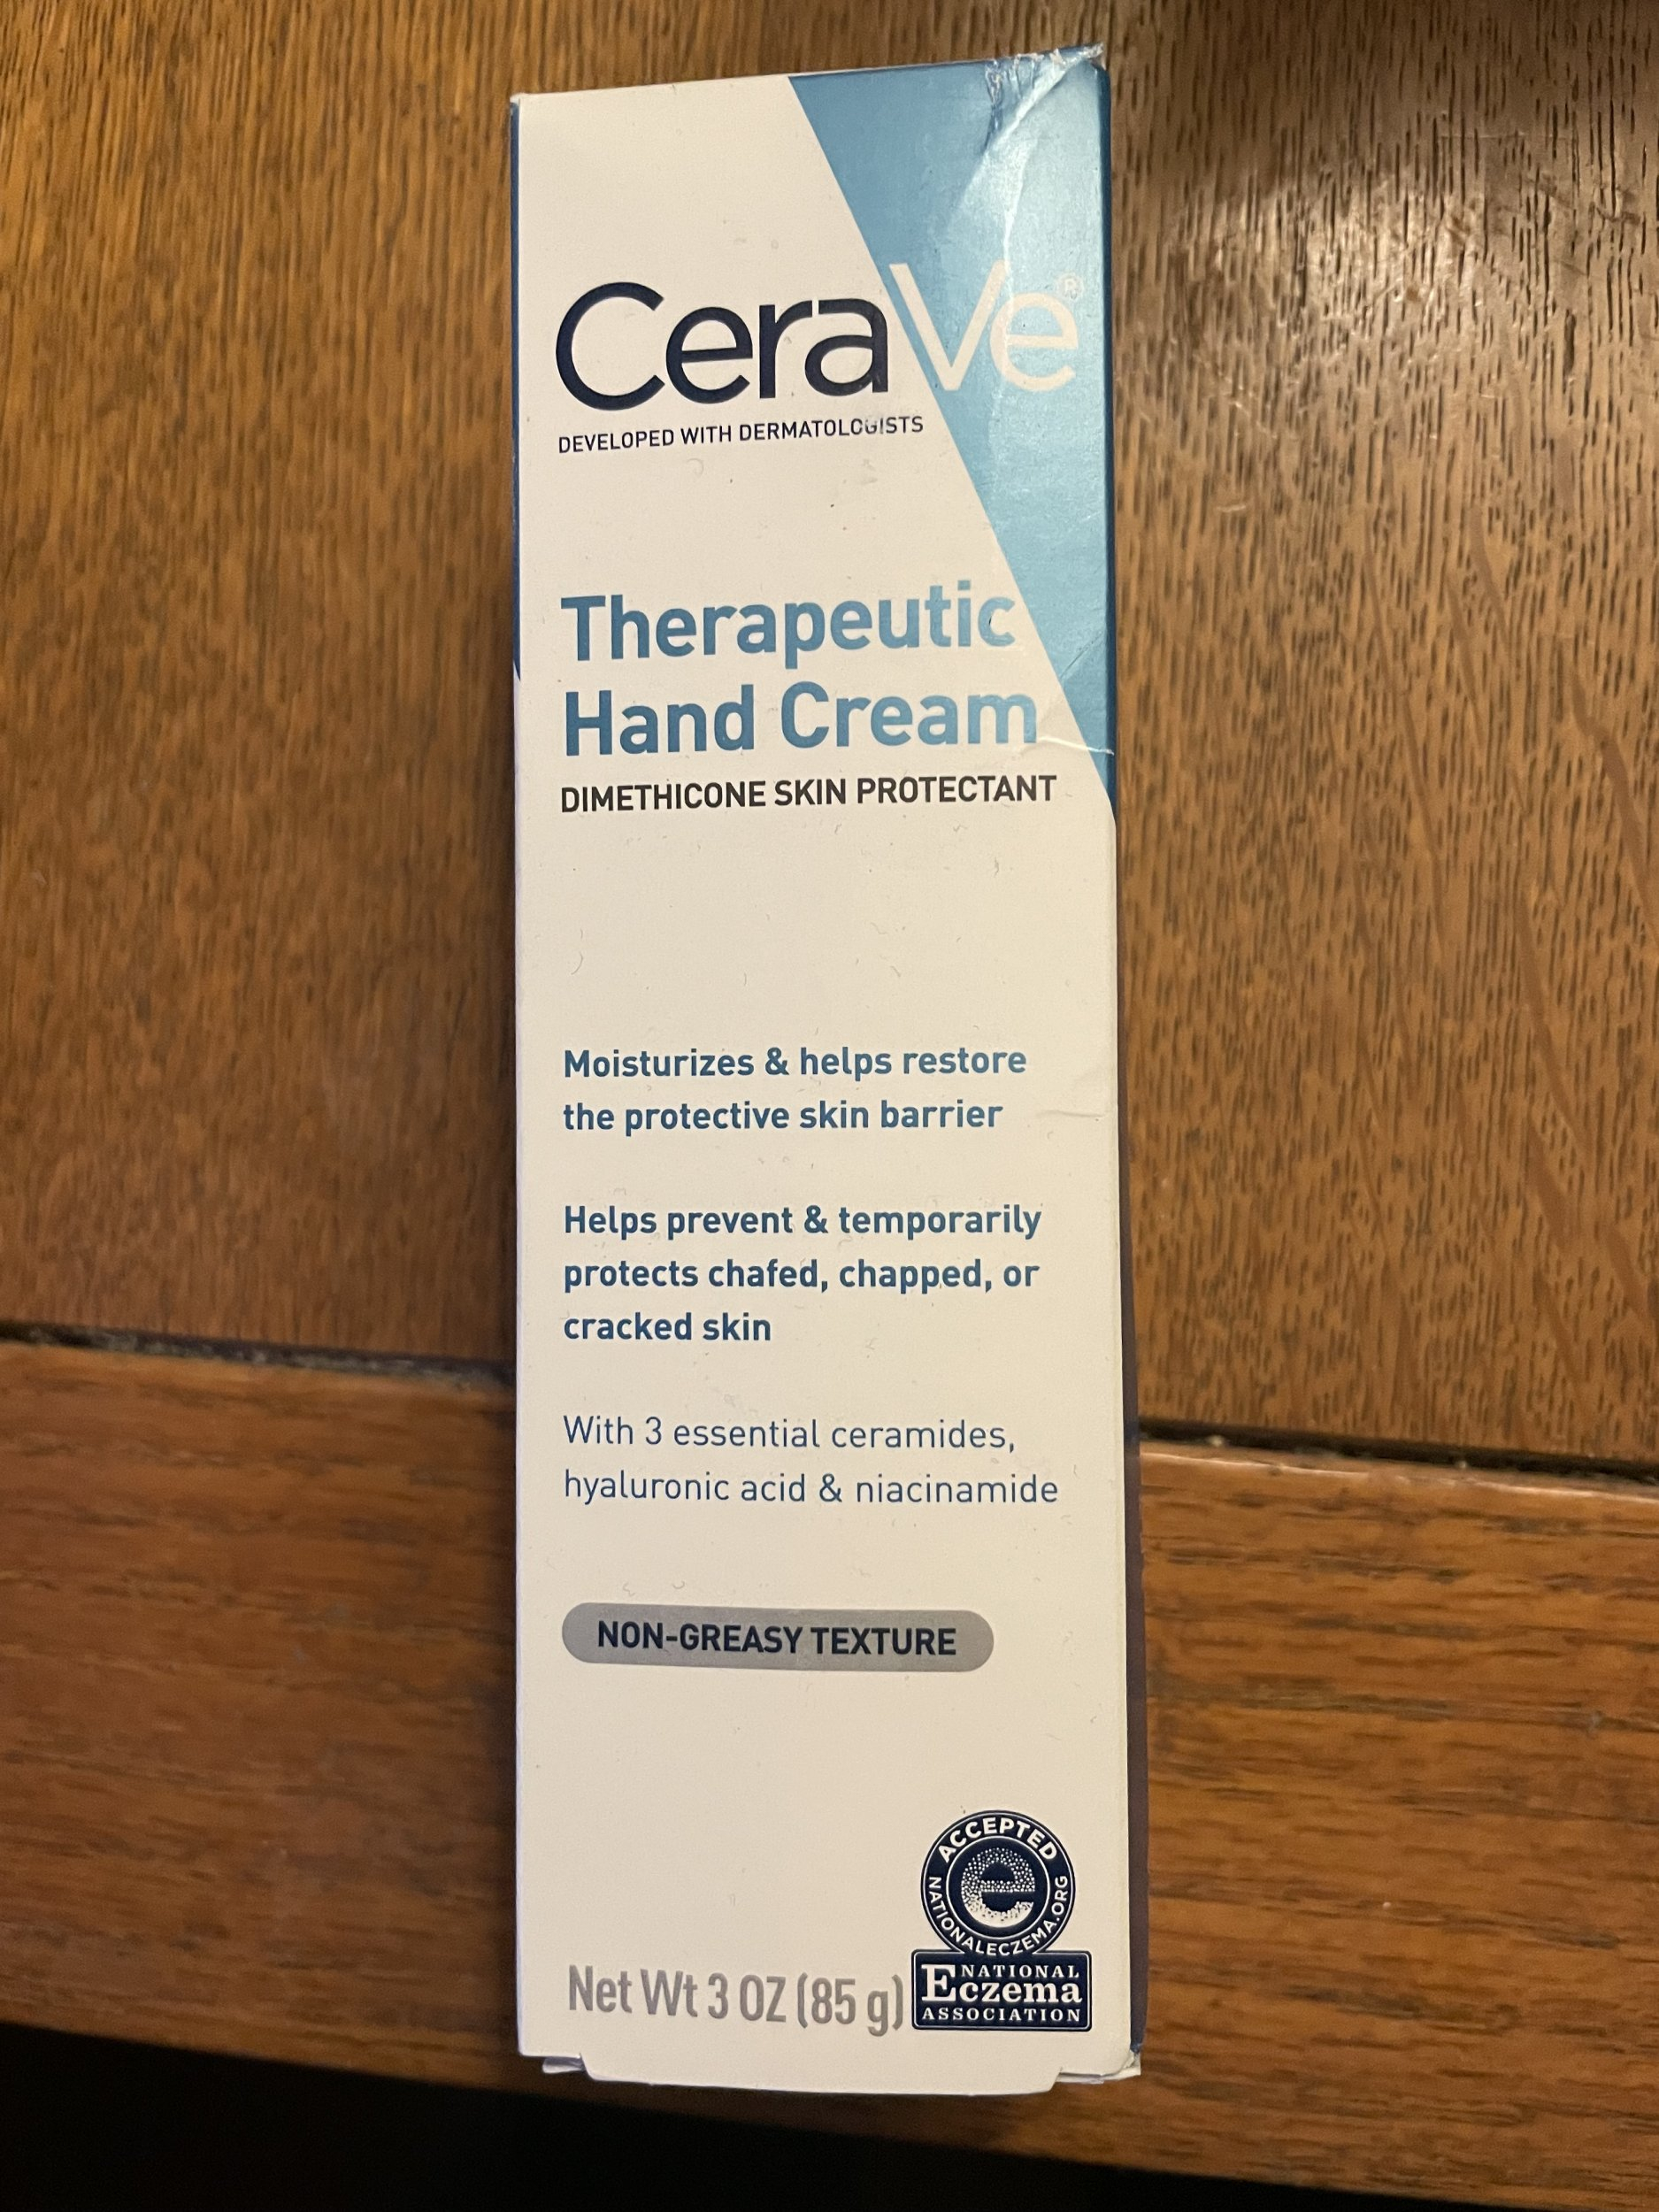 CeraVe®
DEVELOPED WITH DERMATOLOGISTS
Therapeutic
Hand Cream
DIMETHICONE SKIN PROTECTANT
Moisturizes & helps restore
the protective skin barrier
Helps prevent & temporarily
protects chafed, chapped, or
cracked skin
With 3 essential ceramides,
hyaluronic acid & niacinamide
NON-GREASY TEXTURE
ACCEPTED
e
NATIONALECZEMA.ORG
NATIONAL
Eczema
ASSOCIATION
Net Wt 3 OZ (85 g)